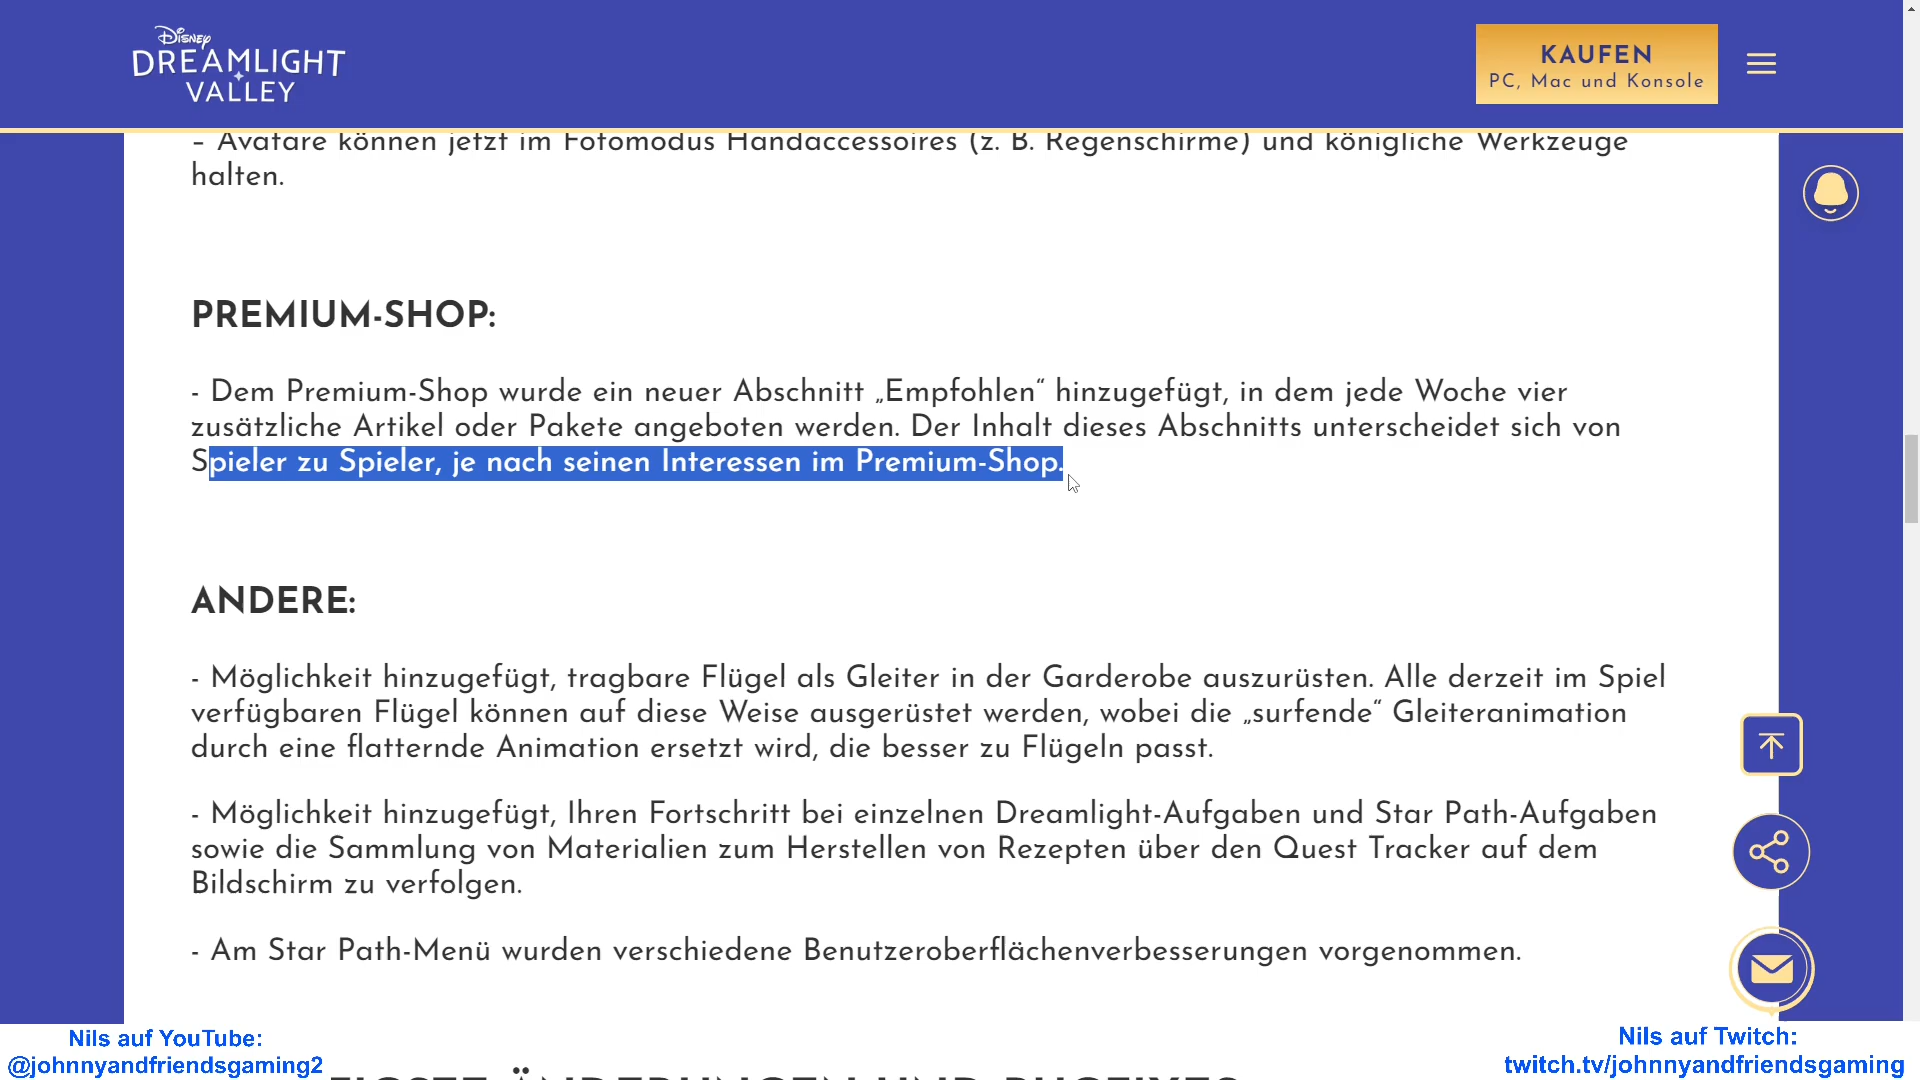 Disney
DREAMLIGHT
VALLEY
KAUFEN
PC, Mac und Konsole
– Avatare können jetzt im Fotomodus Handaccessoires (z. B. Regenschirme) und königliche Werkzeuge
halten.
PREMIUM-SHOP:
- Dem Premium-Shop wurde ein neuer Abschnitt „Empfohlen“ hinzugefügt, in dem jede Woche vier
zusätzliche Artikel oder Pakete angeboten werden. Der Inhalt dieses Abschnitts unterscheidet sich von
Spieler zu Spieler, je nach seinen Interessen im Premium-Shop.
ANDERE:
- Möglichkeit hinzugefügt, tragbare Flügel als Gleiter in der Garderobe auszurüsten. Alle derzeit im Spiel
verfügbaren Flügel können auf diese Weise ausgerüstet werden, wobei die „surfende“ Gleiteranimation
durch eine flatternde Animation ersetzt wird, die besser zu Flügeln passt.
- Möglichkeit hinzugefügt, Ihren Fortschritt bei einzelnen Dreamlight-Aufgaben und Star Path-Aufgaben
sowie die Sammlung von Materialien zum Herstellen von Rezepten über den Quest Tracker auf dem
Bildschirm zu verfolgen.
- Am Star Path-Menü wurden verschiedene Benutzeroberflächenverbesserungen vorgenommen.
Nils auf YouTube:
@johnnyandfriendsgaming2
ÄNDERUNGEN UND BUGFIXES
Nils auf Twitch:
twitch.tv/johnnyandfriendsgaming